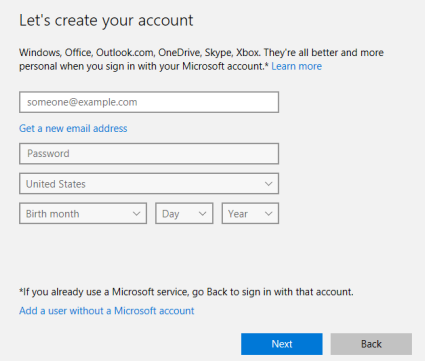 Let's create your account
Windows, Office, Outlook.com, OneDrive, Skype, Xbox. They're all better and more
personal when you sign in with your Microsoft account.* Learn more
someone@example.com
Get a new email address
Password
United States
Birth month Day Year
*If you already use a Microsoft service, go Back to sign in with that account.
Add a user without a Microsoft account
Next Back